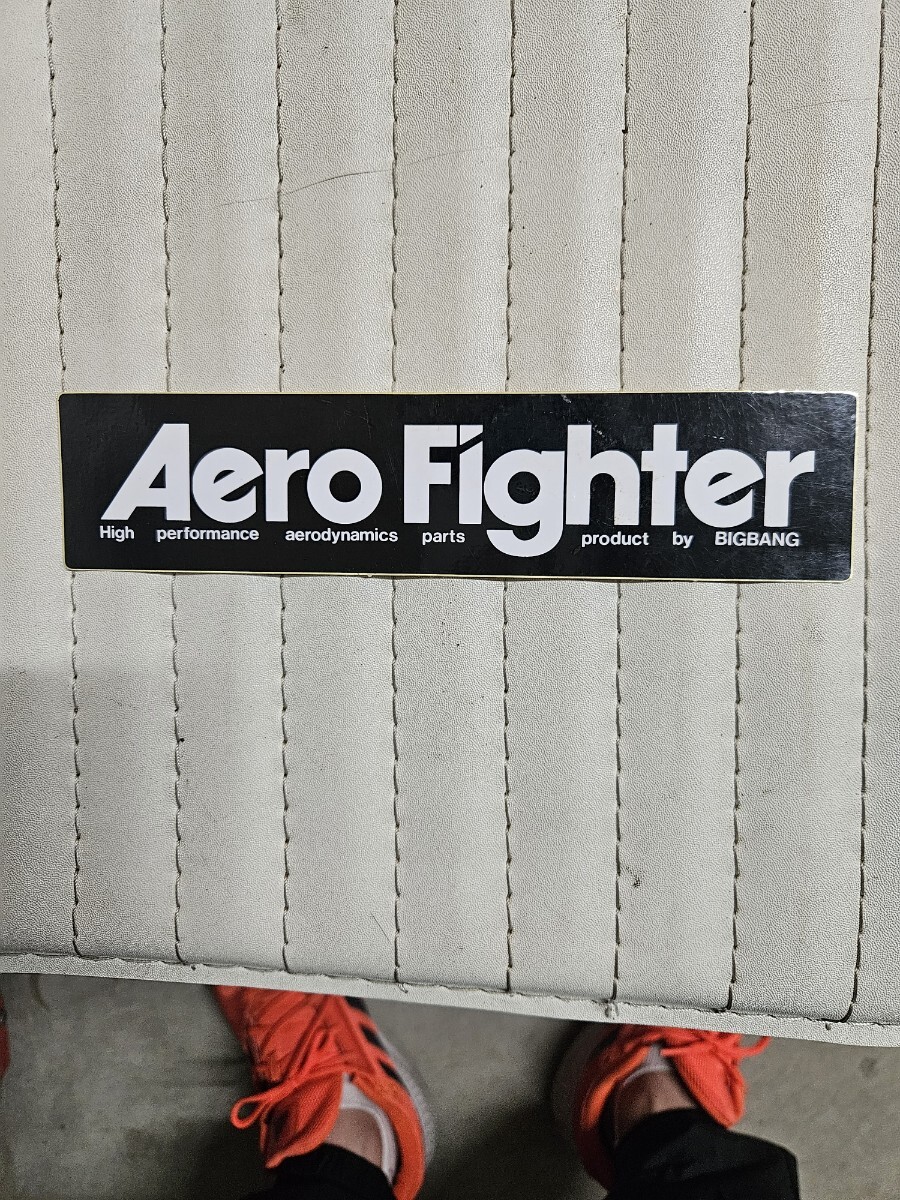 Aero Fighter
High performance aerodynamics parts product by BIGBANG